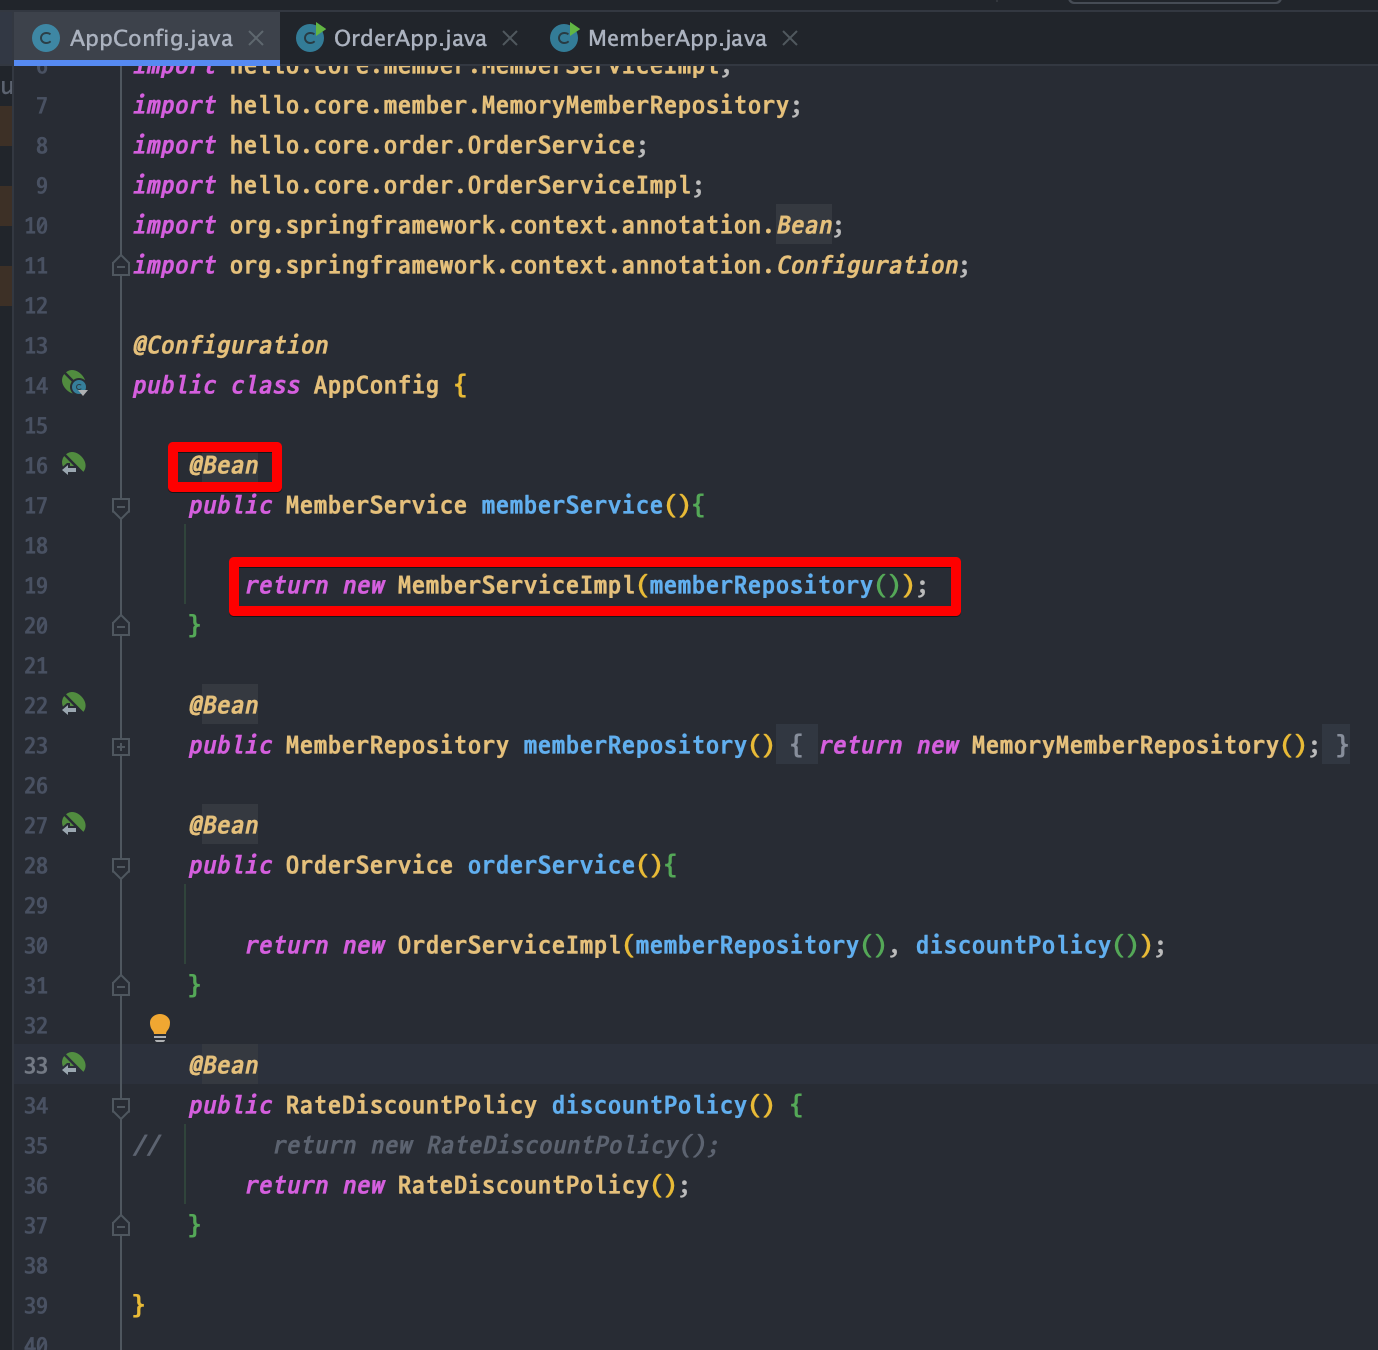 AppConfig.java OrderApp.java MemberApp.java
6 import hello.core.member.MemberServiceImpl;
7 import hello.core.member.MemoryMemberRepository;
8 import hello.core.order.OrderService;
9 import hello.core.order.OrderServiceImpl;
10 import org.springframework.context.annotation.Bean;
11 import org.springframework.context.annotation.Configuration;
12
13 @Configuration
14 public class AppConfig {
15
16 @Bean
17 public MemberService memberService(){
18
19 return new MemberServiceImpl(memberRepository());
20 }
21
22 @Bean
23 public MemberRepository memberRepository() { return new MemoryMemberRepository(); }
26
27 @Bean
28 public OrderService orderService(){
29
30 return new OrderServiceImpl(memberRepository(), discountPolicy());
31 }
32
33 @Bean
34 public RateDiscountPolicy discountPolicy() {
35 // return new RateDiscountPolicy();
36 return new RateDiscountPolicy();
37 }
38
39 }
40